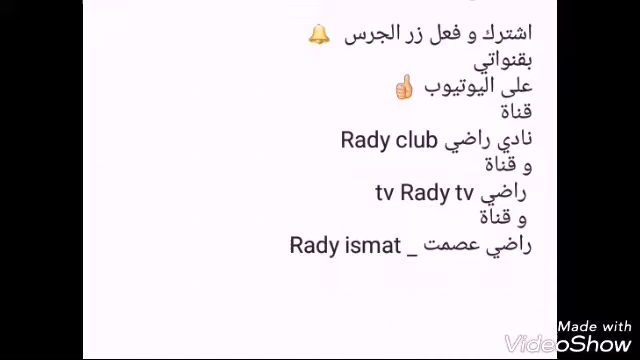 اشترك و فعل زر الجرس 🔔
بقنواتي
على اليوتيوب 👍
قناة
نادي راضي Rady club
و قناة
راضي tv Rady tv
و قناة
راضي عصمت _ Rady ismat
Made with
VideoShow